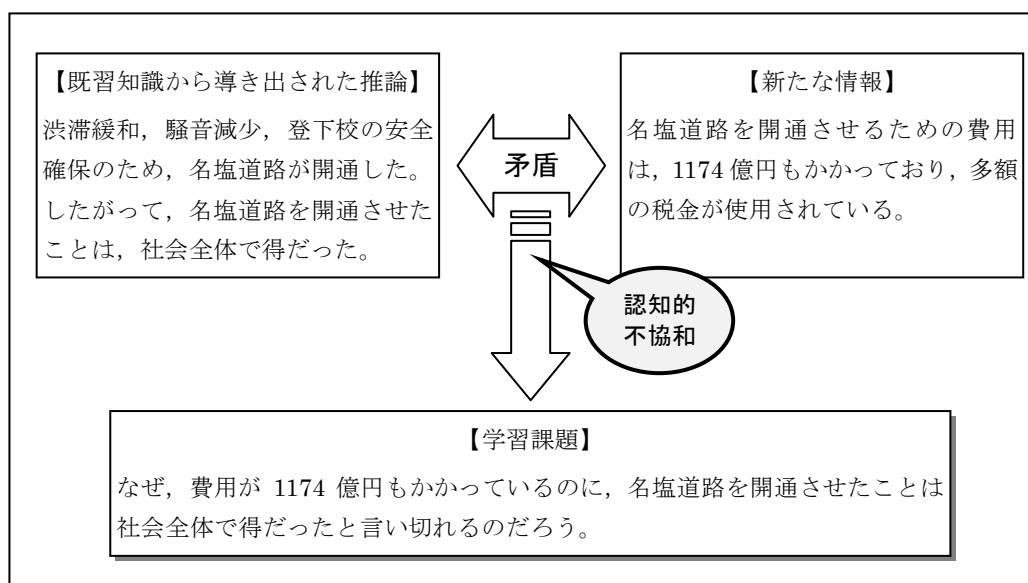 【既習知識から導き出された推論】
渋滞緩和,騒音減少,登下校の安全
確保のため,名塩道路が開通した。
したがって,名塩道路を開通させた
ことは,社会全体で得だった。
矛盾
【新たな情報】
名塩道路を開通させるための費用
は,1174 億円もかかっており,多額
の税金が使用されている。
認知的
不協和
【学習課題】
なぜ,費用が 1174 億円もかかっているのに,名塩道路を開通させたことは
社会全体で得だったと言い切れるのだろう。